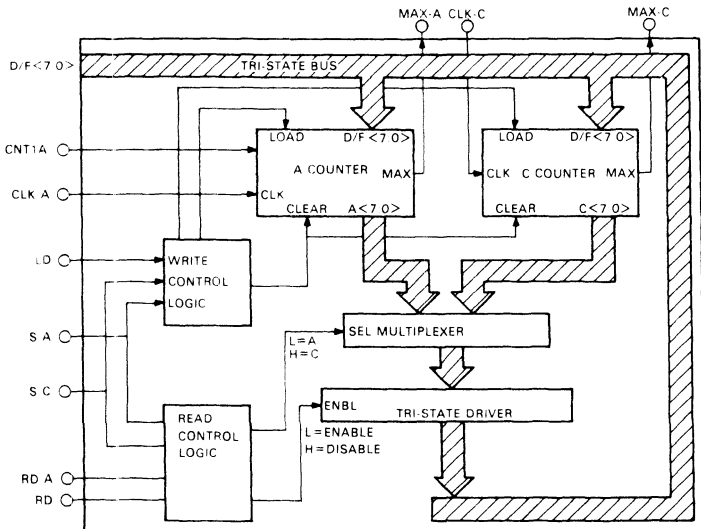 MAX-A CLK-C MAX-C
D/F<7 0>
TRI-STATE BUS
CNT1A
LOAD D/F<7.0>
A COUNTER
MAX
CLK
CLEAR A<7 0>
LOAD D/F<7:0>
CLK C COUNTER MAX
CLEAR C<7 0>
CLK A
LD
WRITE
CONTROL
LOGIC
S A
S C
L=A
H=C
SEL MULTIPLEXER
READ
CONTROL
LOGIC
ENBL
TRI-STATE DRIVER
L=ENABLE
H=DISABLE
RD A
RD